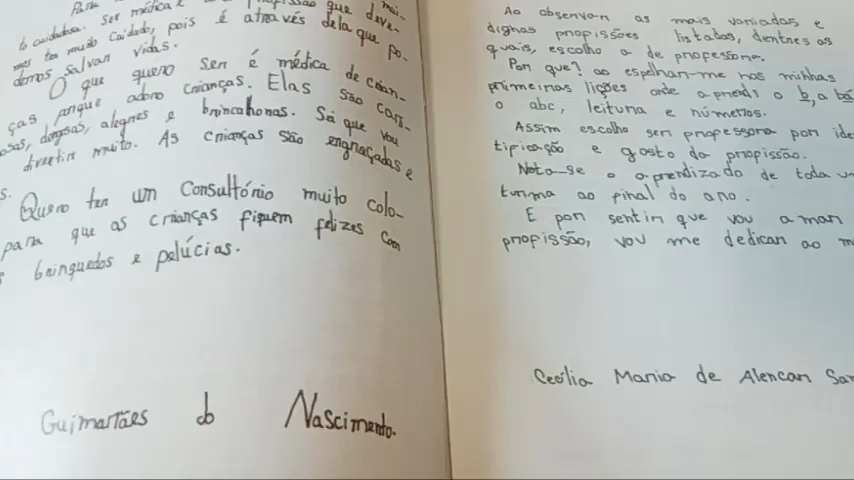 Para
to cuidadosa. Ser médica é
mas ter muito cuidado, pois é através dela que po-
demos salvar vidas.
O que quero ser é médica de crian-
ças porque adoro crianças. Elas são cari-
dengosas, alegres e brincalhonas. Sei que vou
divertir muito. As crianças são engraçadas e
s. Quero ter um consultório muito colo-
para que as crianças fiquem felizes com
brinquedos e pelúcias.
Guimarães do Nascimento.
Ao observar as mais variadas e
dignas profissões listadas, dentres as
quais, escolho a de professora.
Por que? ao espelhar-me nas minhas
primeiras lições onde aprendi o b, a bá
o abc, leitura e números.
Assim escolho ser professora por ide
tificação e gosto da profissão.
Nota-se o aprendizado de toda u
turma ao final do ano.
E por sentir que vou amar
profissão, vou me dedicar ao m
Cecília Maria de Alencar Sa